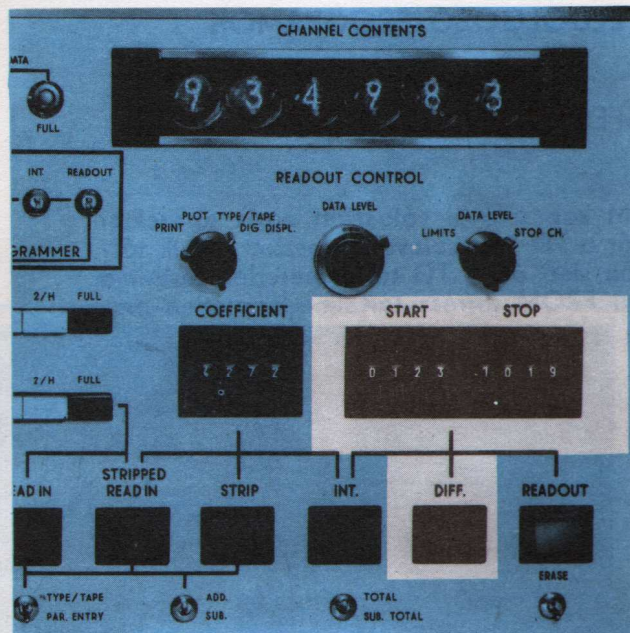 CHANNEL CONTENTS
DATA
9 3 4 9 8 3
FULL
INT READOUT
READOUT CONTROL
GRAMMER
PLOT TYPE/TAPE
PRINT DIG DISPL.
DATA LEVEL
DATA LEVEL
LIMITS STOP CH.
2/H FULL
COEFFICIENT
START STOP
0 1 2 3 - 1 0 1 9
2/H FULL
STRIPPED
READ IN
READ IN
STRIP
INT.
DIFF.
READOUT
TYPE/TAPE
PAR. ENTRY
ADD.
SUB.
TOTAL
SUB. TOTAL
ERASE